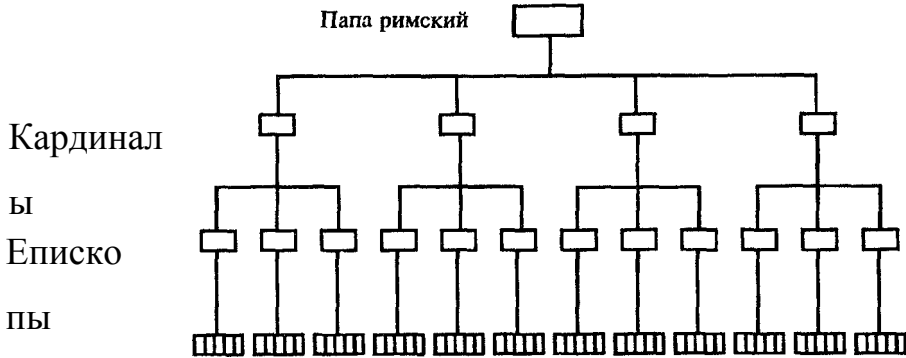 Папа римский
Кардинал
ы
Еписко
пы